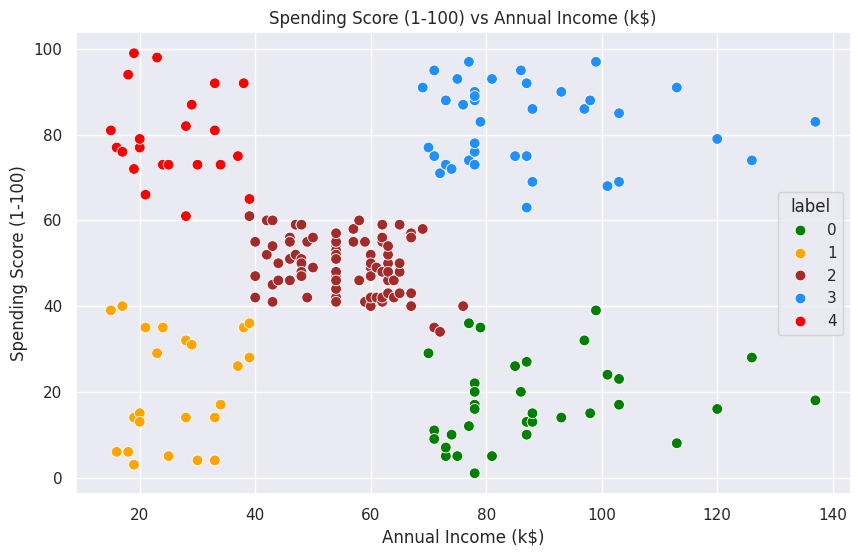 Spending Score (1-100) vs Annual Income (k$)
Spending Score (1-100)
100
80
60
40
20
0
label
0
1
2
3
4
20 40 60 80 100 120 140
Annual Income (k$)